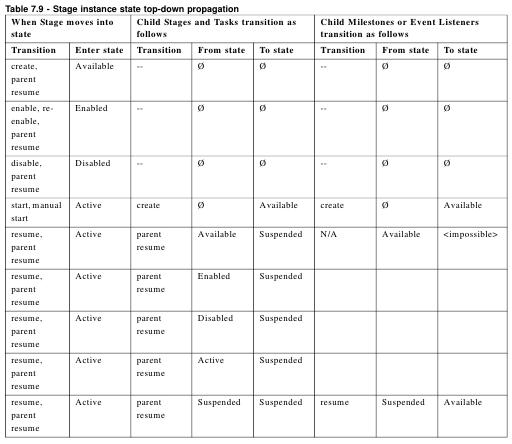 Table 7.9 - Stage instance state top-down propagation
When Stage moves into state | Child Stages and Tasks transition as follows | Child Milestones or Event Listeners transition as follows
Transition | Enter state | Transition | From state | To state | Transition | From state | To state
create, parent resume | Available | -- | Ø | Ø | -- | Ø | Ø
enable, re-enable, parent resume | Enabled | -- | Ø | Ø | -- | Ø | Ø
disable, parent resume | Disabled | -- | Ø | Ø | -- | Ø | Ø
start, manual start | Active | create | Ø | Available | create | Ø | Available
resume, parent resume | Active | parent resume | Available | Suspended | N/A | Available | <impossible>
resume, parent resume | Active | parent resume | Enabled | Suspended
resume, parent resume | Active | parent resume | Disabled | Suspended
resume, parent resume | Active | parent resume | Active | Suspended
resume, parent resume | Active | parent resume | Suspended | Suspended | resume | Suspended | Available